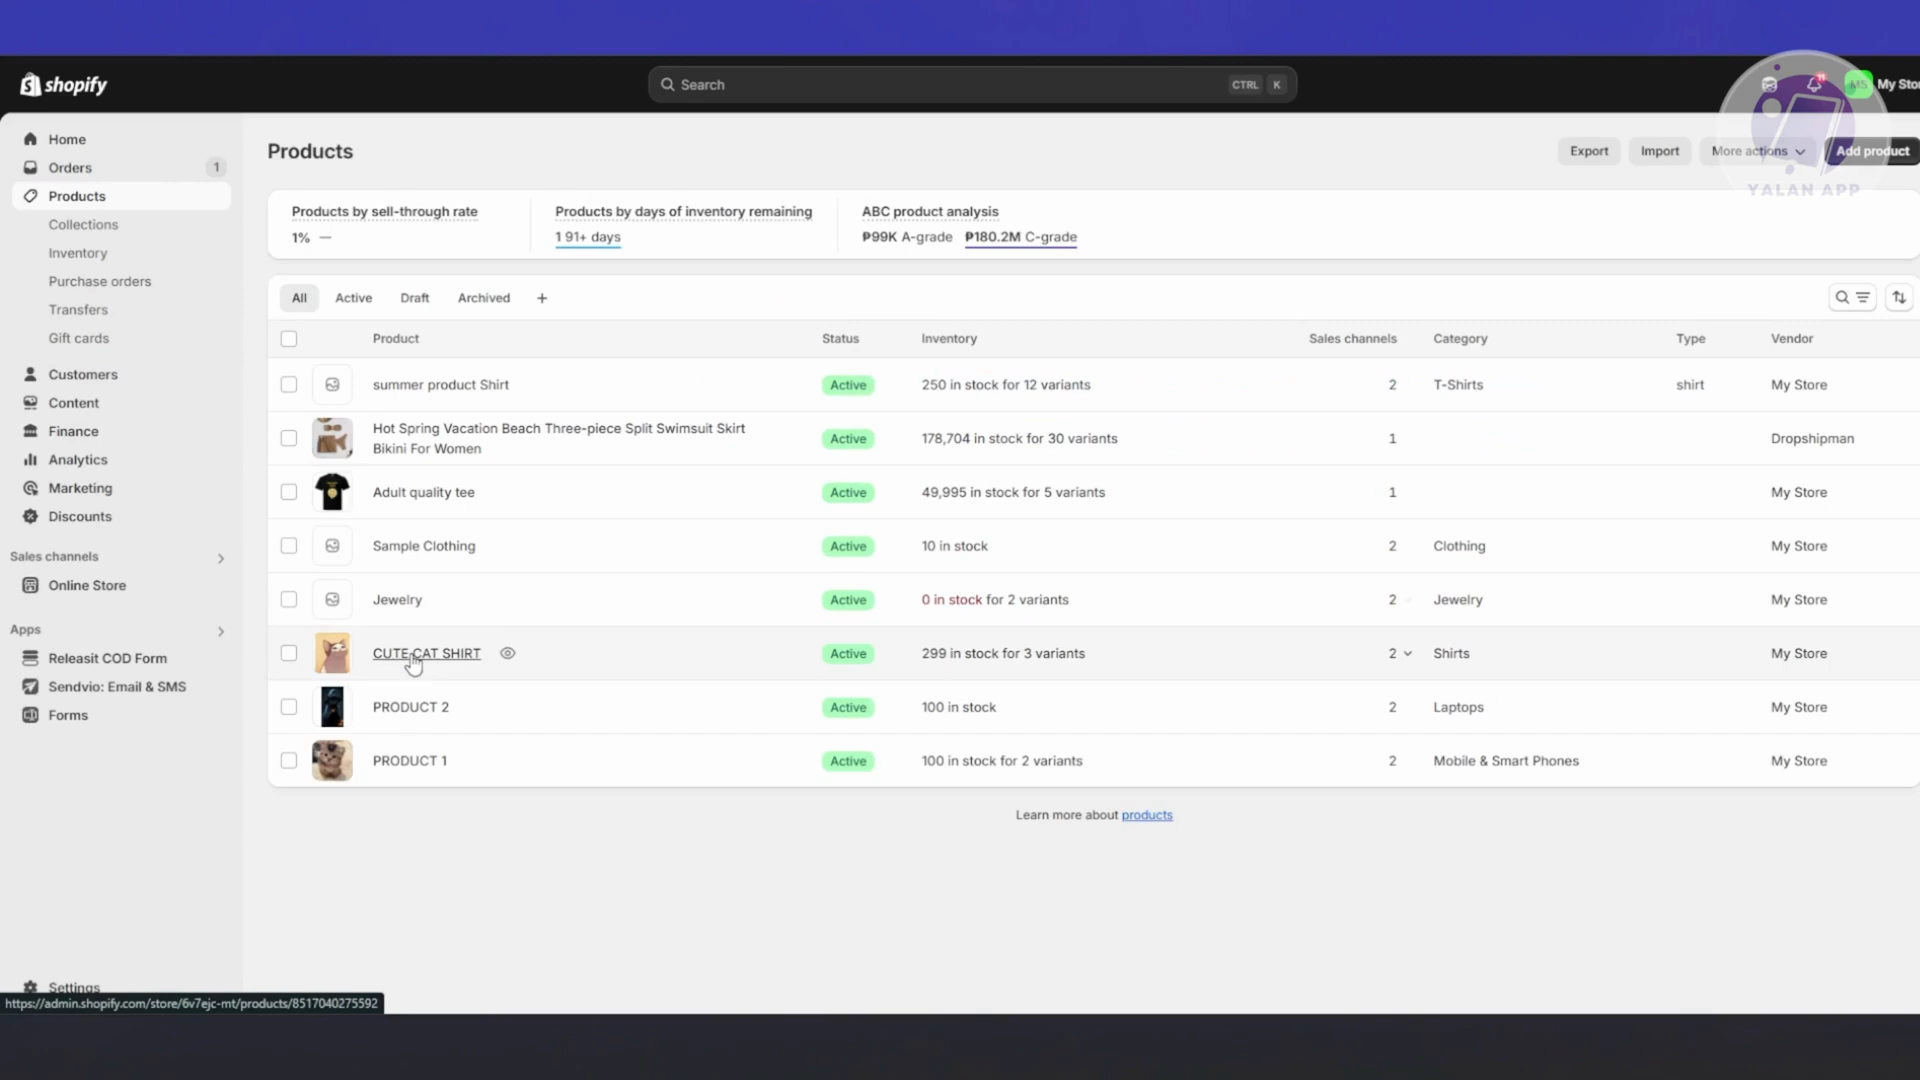 shopify
Search
CTRL K
11
MS
My Stor
YALAN APP
Home
Orders
1
Products
Collections
Inventory
Purchase orders
Transfers
Gift cards
Customers
Content
Finance
Analytics
Marketing
Discounts
Sales channels
Online Store
Apps
Releasit COD Form
Sendvio: Email & SMS
Forms
Settings
https://admin.shopify.com/store/6v7ejc-mt/products/8517040275592
Products
Export
Import
More actions
Add product
Products by sell-through rate
1% —
Products by days of inventory remaining
1 91+ days
ABC product analysis
₱99K A-grade ₱180.2M C-grade
All Active Draft Archived +
Product Status Inventory Sales channels Category Type Vendor
summer product Shirt Active 250 in stock for 12 variants 2 T-Shirts shirt My Store
Hot Spring Vacation Beach Three-piece Split Swimsuit Skirt
Bikini For Women Active 178,704 in stock for 30 variants 1 Dropshipman
Adult quality tee Active 49,995 in stock for 5 variants 1 My Store
Sample Clothing Active 10 in stock 2 Clothing My Store
Jewelry Active 0 in stock for 2 variants 2 Jewelry My Store
CUTE CAT SHIRT Active 299 in stock for 3 variants 2 Shirts My Store
PRODUCT 2 Active 100 in stock 2 Laptops My Store
PRODUCT 1 Active 100 in stock for 2 variants 2 Mobile & Smart Phones My Store
Learn more about products